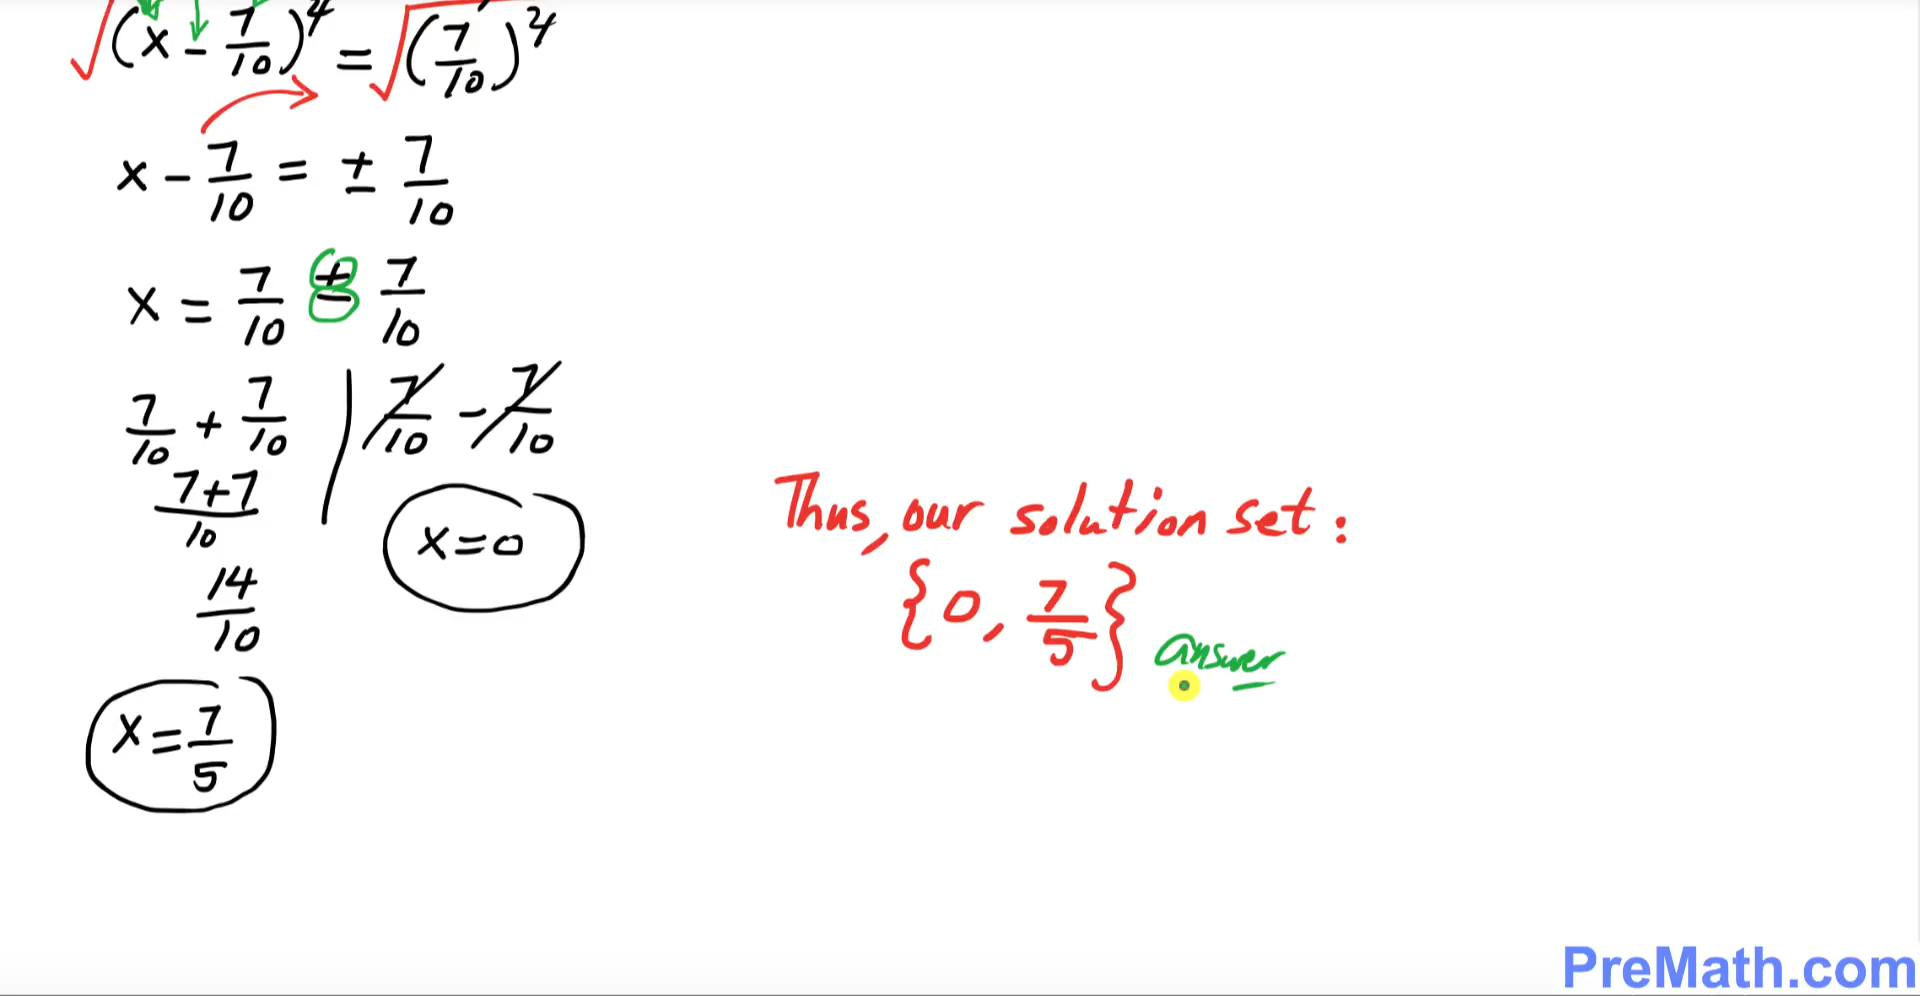 √(x - 7/10)² = √(7/10)²
x - 7/10 = ± 7/10
x = 7/10 ± 7/10
7/10 + 7/10 | 7/10 - 7/10
7+7/10
14/10
x = 7/5
x = 0
Thus, our solution set:
{0, 7/5}
answer
PreMath.com